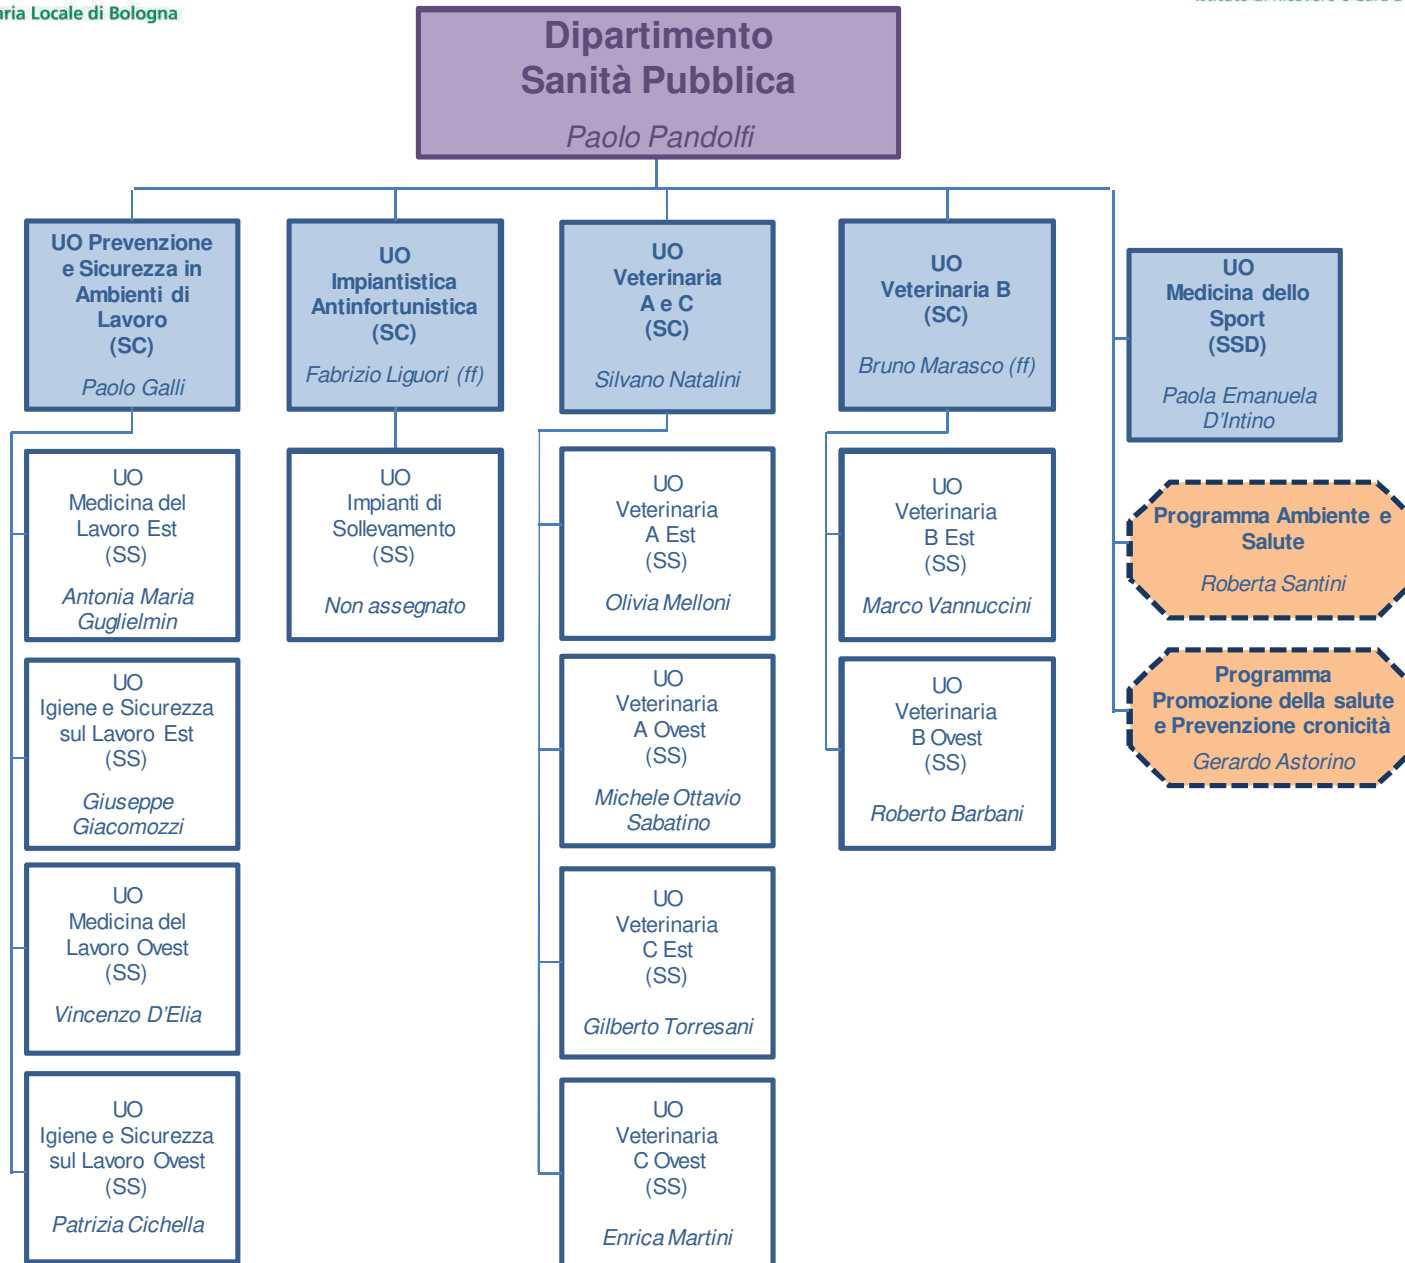 aria Locale di Bologna
Dipartimento
Sanità Pubblica
Paolo Pandolfi
UO Prevenzione
e Sicurezza in
Ambienti di
Lavoro
(SC)
Paolo Galli
UO
Impiantistica
Antinfortunistica
(SC)
Fabrizio Liguori (ff)
UO
Veterinaria
A e C
(SC)
Silvano Natalini
UO
Veterinaria B
(SC)
Bruno Marasco (ff)
UO
Medicina dello
Sport
(SSD)
Paola Emanuela
D'Intino
UO
Medicina del
Lavoro Est
(SS)
Antonia Maria
Guglielmin
UO
Impianti di
Sollevamento
(SS)
Non assegnato
UO
Veterinaria
A Est
(SS)
Olivia Melloni
UO
Veterinaria
B Est
(SS)
Marco Vannuccini
Programma Ambiente e
Salute
Roberta Santini
UO
Igiene e Sicurezza
sul Lavoro Est
(SS)
Giuseppe
Giacomozzi
UO
Veterinaria
A Ovest
(SS)
Michele Ottavio
Sabatino
UO
Veterinaria
B Ovest
(SS)
Roberto Barbani
Programma
Promozione della salute
e Prevenzione cronicità
Gerardo Astorino
UO
Medicina del
Lavoro Ovest
(SS)
Vincenzo D'Elia
UO
Veterinaria
C Est
(SS)
Gilberto Torresani
UO
Igiene e Sicurezza
sul Lavoro Ovest
(SS)
Patrizia Cichella
UO
Veterinaria
C Ovest
(SS)
Enrica Martini